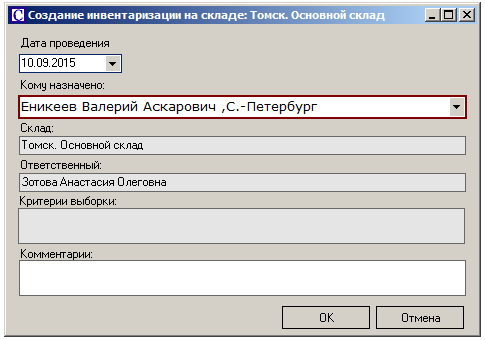 Создание инвентаризации на складе: Томск. Основной склад
Дата проведения
10.09.2015
Кому назначено:
Еникеев Валерий Аскарович ,С.-Петербург
Склад:
Томск. Основной склад
Ответственный:
Зотова Анастасия Олеговна
Критерии выборки:
Комментарии:
OK Отмена